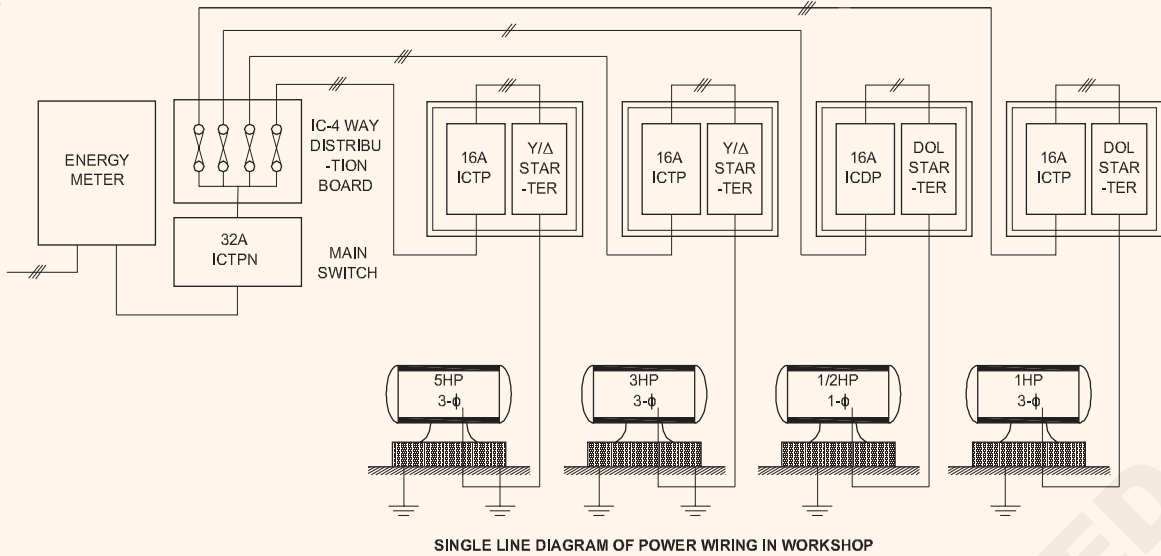 ENERGY
METER
IC-4 WAY
DISTRIBU
-TION
BOARD
32A
ICTPN
MAIN
SWITCH
16A
ICTP
Y/Δ
STAR
-TER
16A
ICTP
Y/Δ
STAR
-TER
16A
ICDP
DOL
STAR
-TER
16A
ICTP
DOL
STAR
-TER
5HP
3-ϕ
3HP
3-ϕ
1/2HP
1-ϕ
1HP
3-ϕ
SINGLE LINE DIAGRAM OF POWER WIRING IN WORKSHOP